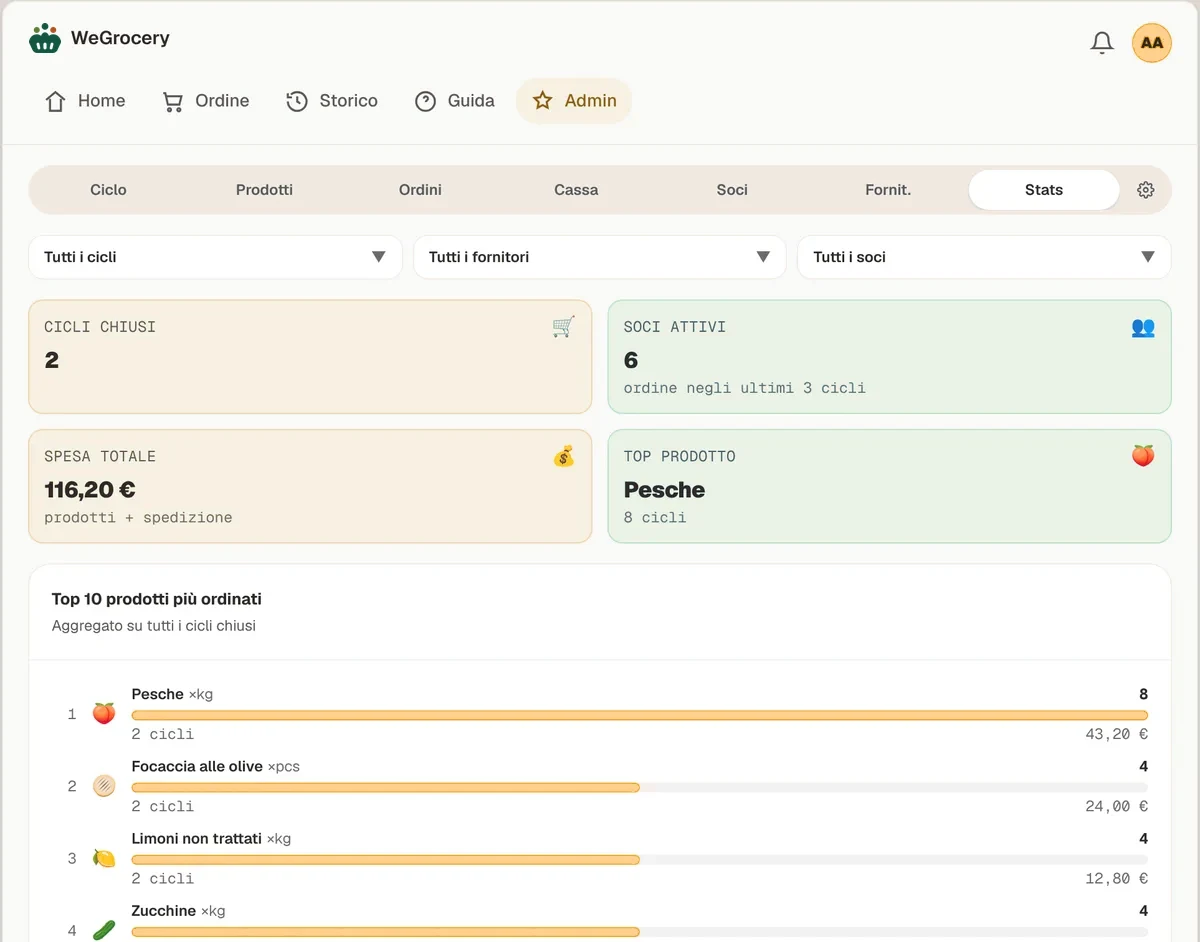 WeGrocery
AA
Home Ordine Storico Guida Admin
Ciclo Prodotti Ordini Cassa Soci Fornit. Stats
Tutti i cicli ▼ Tutti i fornitori ▼ Tutti i soci ▼
CICLI CHIUSI
2
SOCI ATTIVI
6
ordine negli ultimi 3 cicli
SPESA TOTALE
116,20 €
prodotti + spedizione
TOP PRODOTTO
Pesche
8 cicli
Top 10 prodotti più ordinati
Aggregato su tutti i cicli chiusi
Pesche ×kg 8
1
2 cicli 43,20 €
Focaccia alle olive ×pcs 4
2
2 cicli 24,00 €
Limoni non trattati ×kg 4
3
2 cicli 12,80 €
Zucchine ×kg 4
4